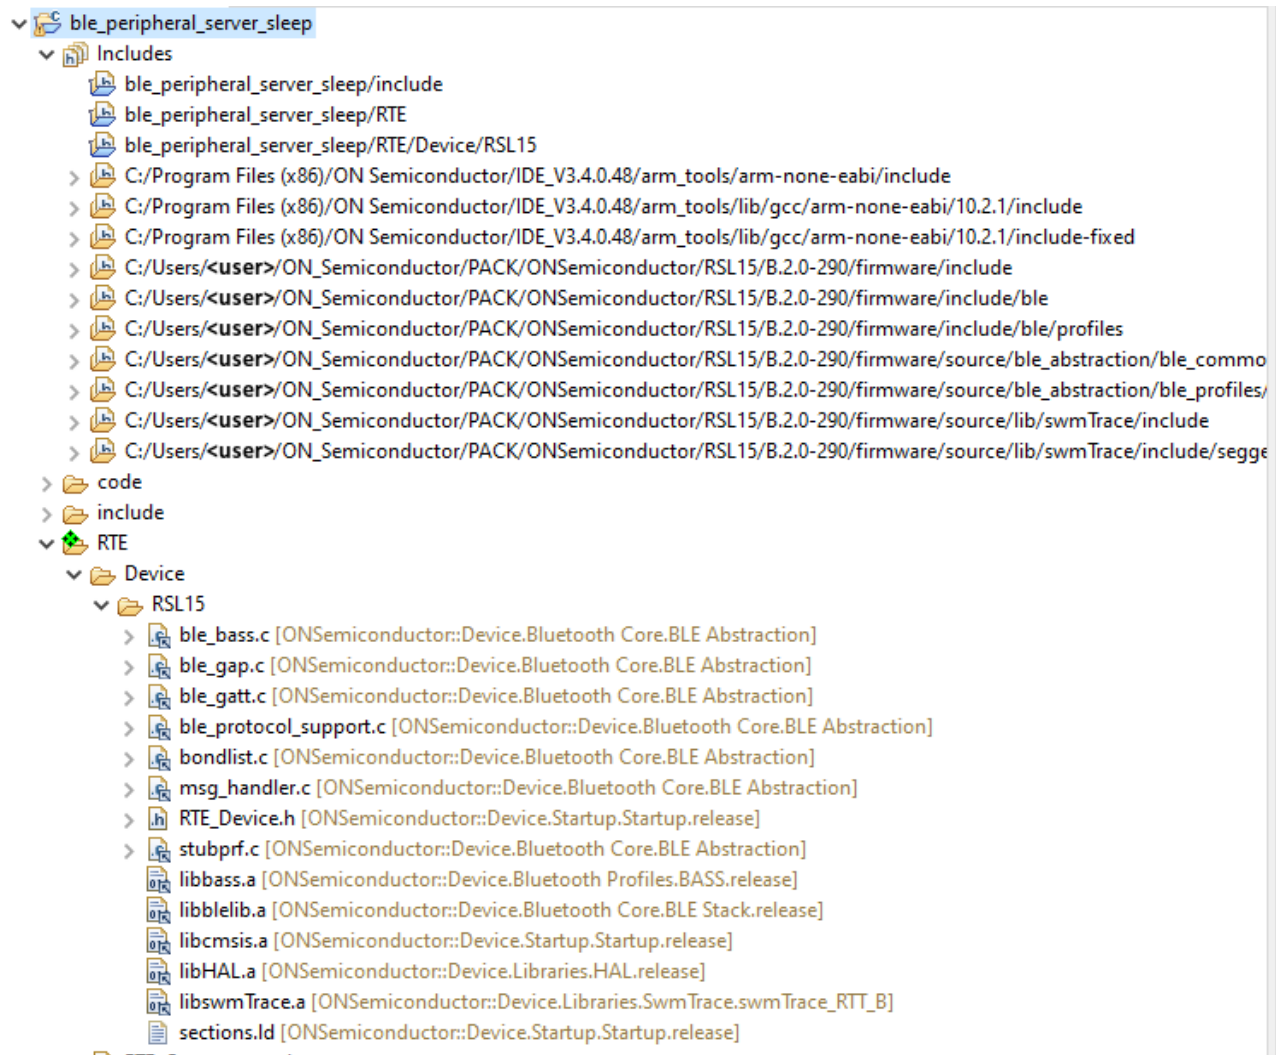 ble_peripheral_server_sleep
Includes
ble_peripheral_server_sleep/include
ble_peripheral_server_sleep/RTE
ble_peripheral_server_sleep/RTE/Device/RSL15
C:/Program Files (x86)/ON Semiconductor/IDE_V3.4.0.48/arm_tools/arm-none-eabi/include
C:/Program Files (x86)/ON Semiconductor/IDE_V3.4.0.48/arm_tools/lib/gcc/arm-none-eabi/10.2.1/include
C:/Program Files (x86)/ON Semiconductor/IDE_V3.4.0.48/arm_tools/lib/gcc/arm-none-eabi/10.2.1/include-fixed
C:/Users/<user>/ON_Semiconductor/PACK/ONSemiconductor/RSL15/B.2.0-290/firmware/include
C:/Users/<user>/ON_Semiconductor/PACK/ONSemiconductor/RSL15/B.2.0-290/firmware/include/ble
C:/Users/<user>/ON_Semiconductor/PACK/ONSemiconductor/RSL15/B.2.0-290/firmware/include/ble/profiles
C:/Users/<user>/ON_Semiconductor/PACK/ONSemiconductor/RSL15/B.2.0-290/firmware/source/ble_abstraction/ble_commo
C:/Users/<user>/ON_Semiconductor/PACK/ONSemiconductor/RSL15/B.2.0-290/firmware/source/ble_abstraction/ble_profiles/
C:/Users/<user>/ON_Semiconductor/PACK/ONSemiconductor/RSL15/B.2.0-290/firmware/source/lib/swmTrace/include
C:/Users/<user>/ON_Semiconductor/PACK/ONSemiconductor/RSL15/B.2.0-290/firmware/source/lib/swmTrace/include/segge
code
include
RTE
Device
RSL15
ble_bass.c [ONSemiconductor::Device.Bluetooth Core.BLE Abstraction]
ble_gap.c [ONSemiconductor::Device.Bluetooth Core.BLE Abstraction]
ble_gatt.c [ONSemiconductor::Device.Bluetooth Core.BLE Abstraction]
ble_protocol_support.c [ONSemiconductor::Device.Bluetooth Core.BLE Abstraction]
bondlist.c [ONSemiconductor::Device.Bluetooth Core.BLE Abstraction]
msg_handler.c [ONSemiconductor::Device.Bluetooth Core.BLE Abstraction]
RTE_Device.h [ONSemiconductor::Device.Startup.Startup.release]
stubprf.c [ONSemiconductor::Device.Bluetooth Core.BLE Abstraction]
libbass.a [ONSemiconductor::Device.Bluetooth Profiles.BASS.release]
libblelib.a [ONSemiconductor::Device.Bluetooth Core.BLE Stack.release]
libcmsis.a [ONSemiconductor::Device.Startup.Startup.release]
libHAL.a [ONSemiconductor::Device.Libraries.HAL.release]
libswmTrace.a [ONSemiconductor::Device.Libraries.SwmTrace.swmTrace_RTT_B]
sections.ld [ONSemiconductor::Device.Startup.Startup.release]